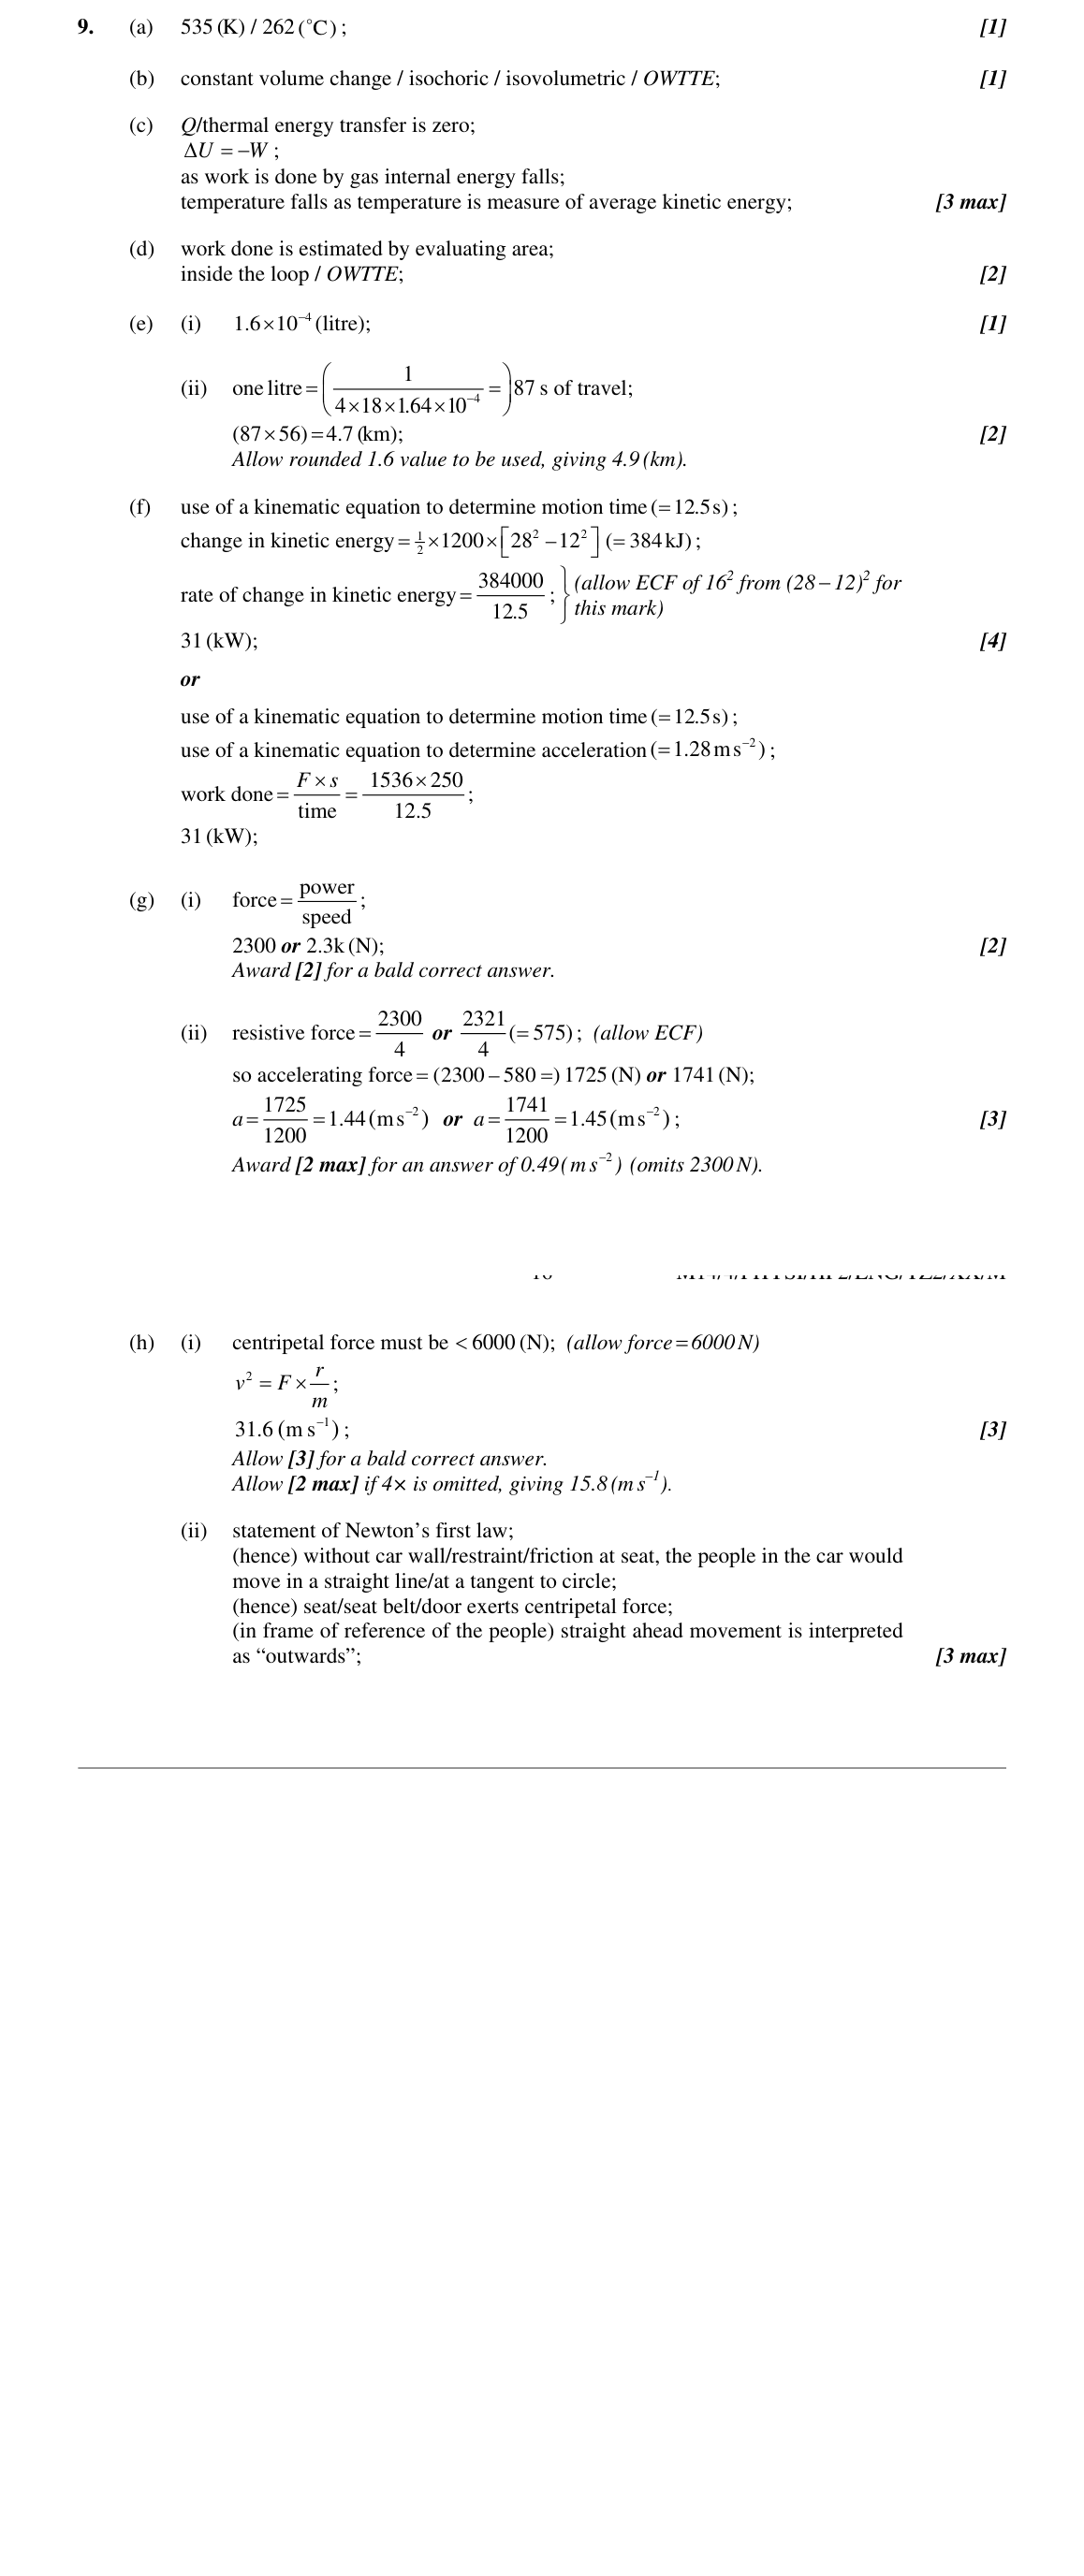 9. (a) 535 (K) / 262 (°C) ; [1]
(b) constant volume change / isochoric / isovolumetric / OWTTE; [1]
(c) Q/thermal energy transfer is zero;
ΔU = –W ;
as work is done by gas internal energy falls;
temperature falls as temperature is measure of average kinetic energy; [3 max]
(d) work done is estimated by evaluating area;
inside the loop / OWTTE; [2]
(e) (i) 1.6×10⁻⁴ (litre); [1]
(ii) one litre = ( 1 / (4×18×1.64×10⁻⁴) = ) 87 s of travel;
(87×56) = 4.7 (km); [2]
Allow rounded 1.6 value to be used, giving 4.9 (km).
(f) use of a kinematic equation to determine motion time (= 12.5s) ;
change in kinetic energy = ½ ×1200×[28² – 12²] (= 384 kJ) ;
rate of change in kinetic energy = 384000 / 12.5 ; } (allow ECF of 16² from (28 – 12)² for
this mark)
31 (kW); [4]
or
use of a kinematic equation to determine motion time (= 12.5s) ;
use of a kinematic equation to determine acceleration (= 1.28 m s⁻²) ;
work done = F × s / time = 1536 × 250 / 12.5 ;
31 (kW);
(g) (i) force = power / speed ;
2300 or 2.3k (N); [2]
Award [2] for a bald correct answer.
(ii) resistive force = 2300 / 4 or 2321 / 4 (= 575) ; (allow ECF)
so accelerating force = (2300 – 580 =) 1725 (N) or 1741 (N);
a = 1725 / 1200 = 1.44 (m s⁻²) or a = 1741 / 1200 = 1.45 (m s⁻²) ; [3]
Award [2 max] for an answer of 0.49 (m s⁻²) (omits 2300 N).
(h) (i) centripetal force must be < 6000 (N); (allow force = 6000 N)
v² = F × r / m ;
31.6 (m s⁻¹) ; [3]
Allow [3] for a bald correct answer.
Allow [2 max] if 4× is omitted, giving 15.8 (m s⁻¹).
(ii) statement of Newton’s first law;
(hence) without car wall/restraint/friction at seat, the people in the car would
move in a straight line/at a tangent to circle;
(hence) seat/seat belt/door exerts centripetal force;
(in frame of reference of the people) straight ahead movement is interpreted
as “outwards”; [3 max]